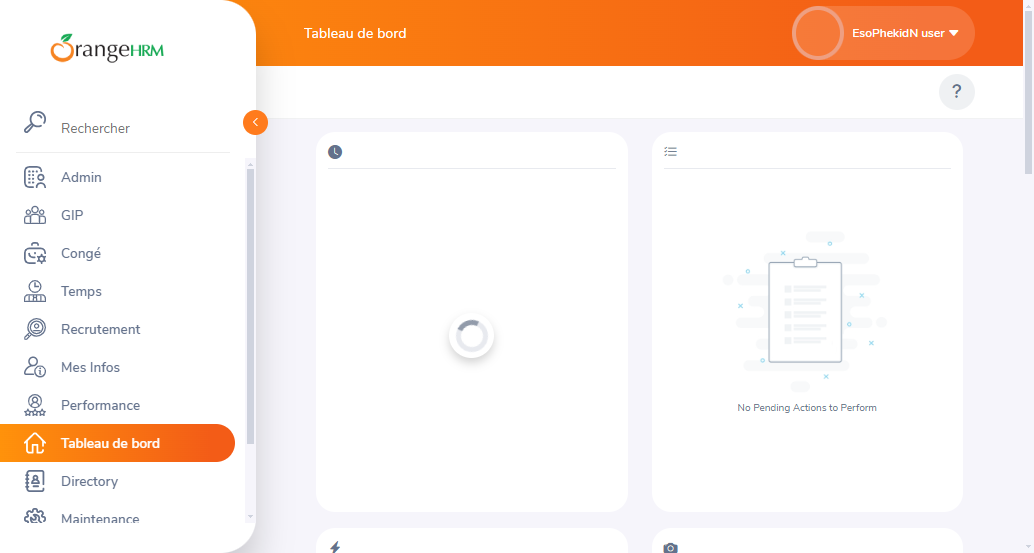 OrangeHRM
Tableau de bord
EsoPhekidN user
?
Rechercher
Admin
GIP
Congé
Temps
Recrutement
Mes Infos
Performance
Tableau de bord
Directory
Maintenance
No Pending Actions to Perform